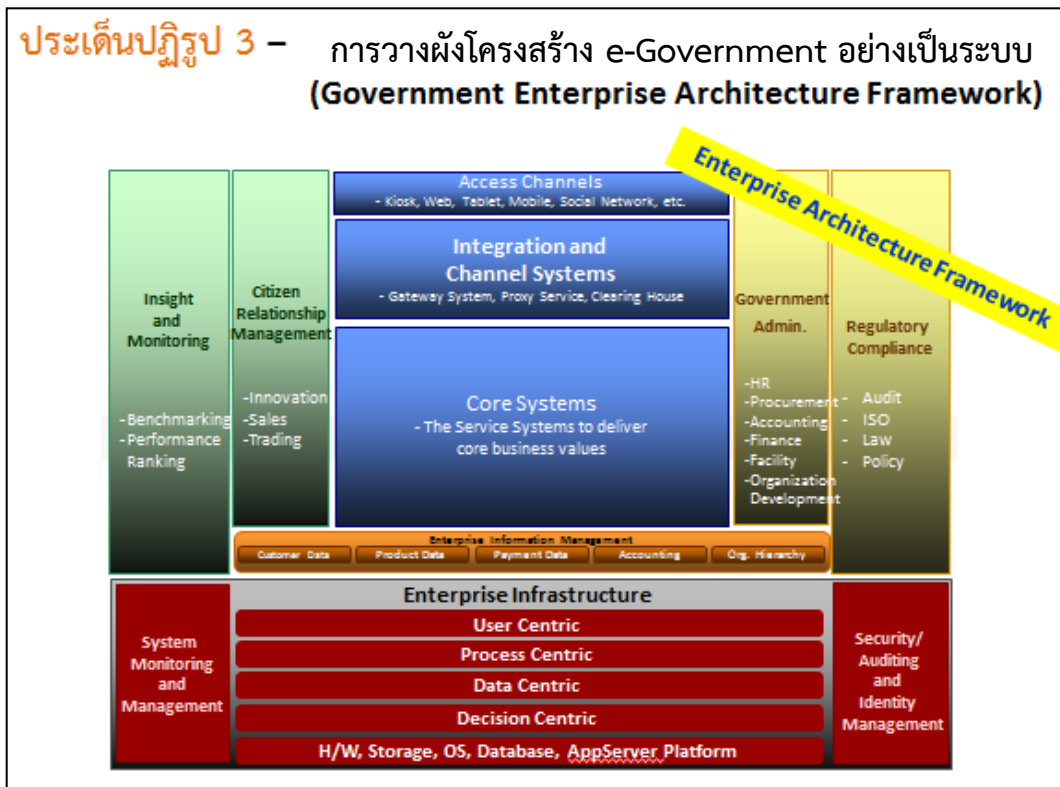 ประเด็นปฏิรูป 3 – การวางผังโครงสร้าง e-Government อย่างเป็นระบบ
(Government Enterprise Architecture Framework)
Enterprise Architecture Framework
Access Channels
- Kiosk, Web, Tablet, Mobile, Social Network, etc.
Integration and
Channel Systems
- Gateway System, Proxy Service, Clearing House
Insight
and
Monitoring
-Benchmarking
-Performance
Ranking
Citizen
Relationship
Management
-Innovation
-Sales
-Trading
Core Systems
- The Service Systems to deliver
core business values
Government
Admin.
-HR
-Procurement
-Accounting
-Finance
-Facility
-Organization
Development
Regulatory
Compliance
- Audit
- ISO
- Law
- Policy
Enterprise Information Management
Customer Data
Product Data
Payment Data
Accounting
Org. Hierarchy
Enterprise Infrastructure
System
Monitoring
and
Management
User Centric
Process Centric
Data Centric
Decision Centric
H/W, Storage, OS, Database, AppServer Platform
Security/
Auditing
and
Identity
Management